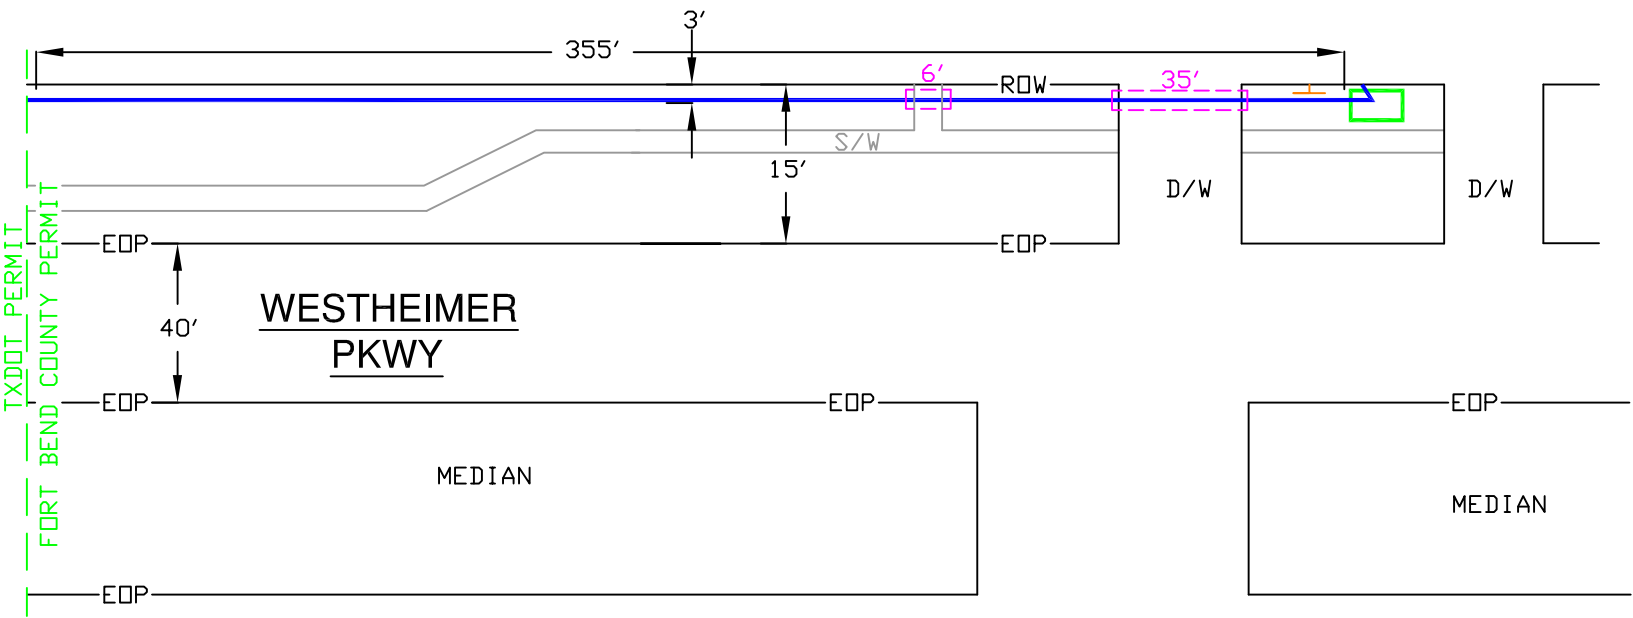 3'
355'
6'
ROW
35'
S/W
15'
D/W
D/W
EOP
EOP
TXDOT PERMIT
FORT BEND COUNTY PERMIT
WESTHEIMER
PKWY
40'
EOP
EOP
EOP
MEDIAN
MEDIAN
EOP